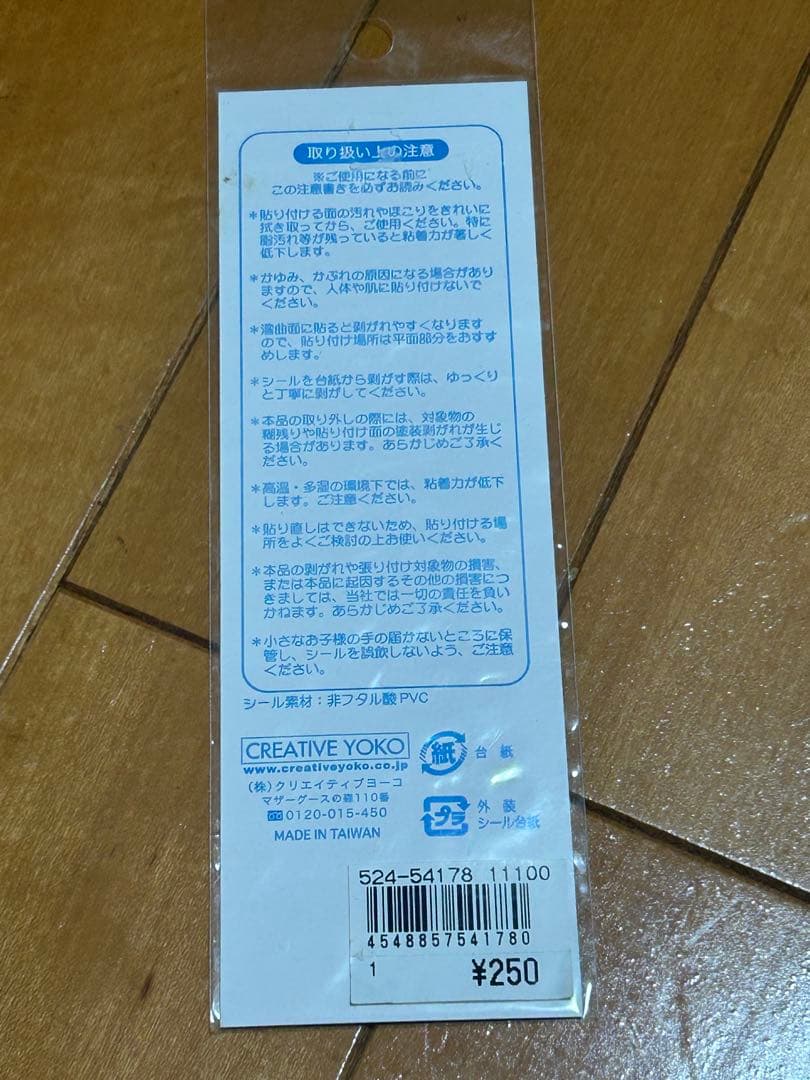 取り扱い上の注意
※ご使用になる前に
この注意書きを必ずお読みください。
*貼り付ける面の汚れやほこりをきれいに
拭き取ってから、ご使用ください。特に
脂汚れ等が残っていると粘着力が著しく
低下します。
*かゆみ、かぶれの原因になる場合があり
ますので、人体や肌に貼り付けないで
ください。
*湾曲面に貼ると剥がれやすくなります
ので、貼り付け場所は平面部分をおすす
めします。
*シールを台紙から剥がす際は、ゆっくり
と丁寧に剥がしてください。
*本品の取り外しの際には、対象物の
糊残りや貼り付け面の塗装剥がれが生じ
る場合があります。あらかじめご了承く
ださい。
*高温・多湿の環境下では、粘着力が低下
します。ご注意ください。
*貼り直しはできないため、貼り付ける場
所をよくご検討の上お使いください。
*本品の剥がれや張り付け対象物の損害、
または本品に起因するその他の損害につ
きましては、当社では一切の責任を負い
かねます。あらかじめご了承ください。
*小さなお子様の手の届かないところに保
管し、シールを誤飲しないよう、ご注意
ください。
シール素材：非フタル酸PVC
CREATIVE YOKO
www.creativeyoko.co.jp
(株)クリエイティブヨーコ
マザーグースの森110番
0120-015-450
MADE IN TAIWAN
紙 台紙
プラ 外装
シール台紙
524-54178 11100
4548857541780
1 ¥250